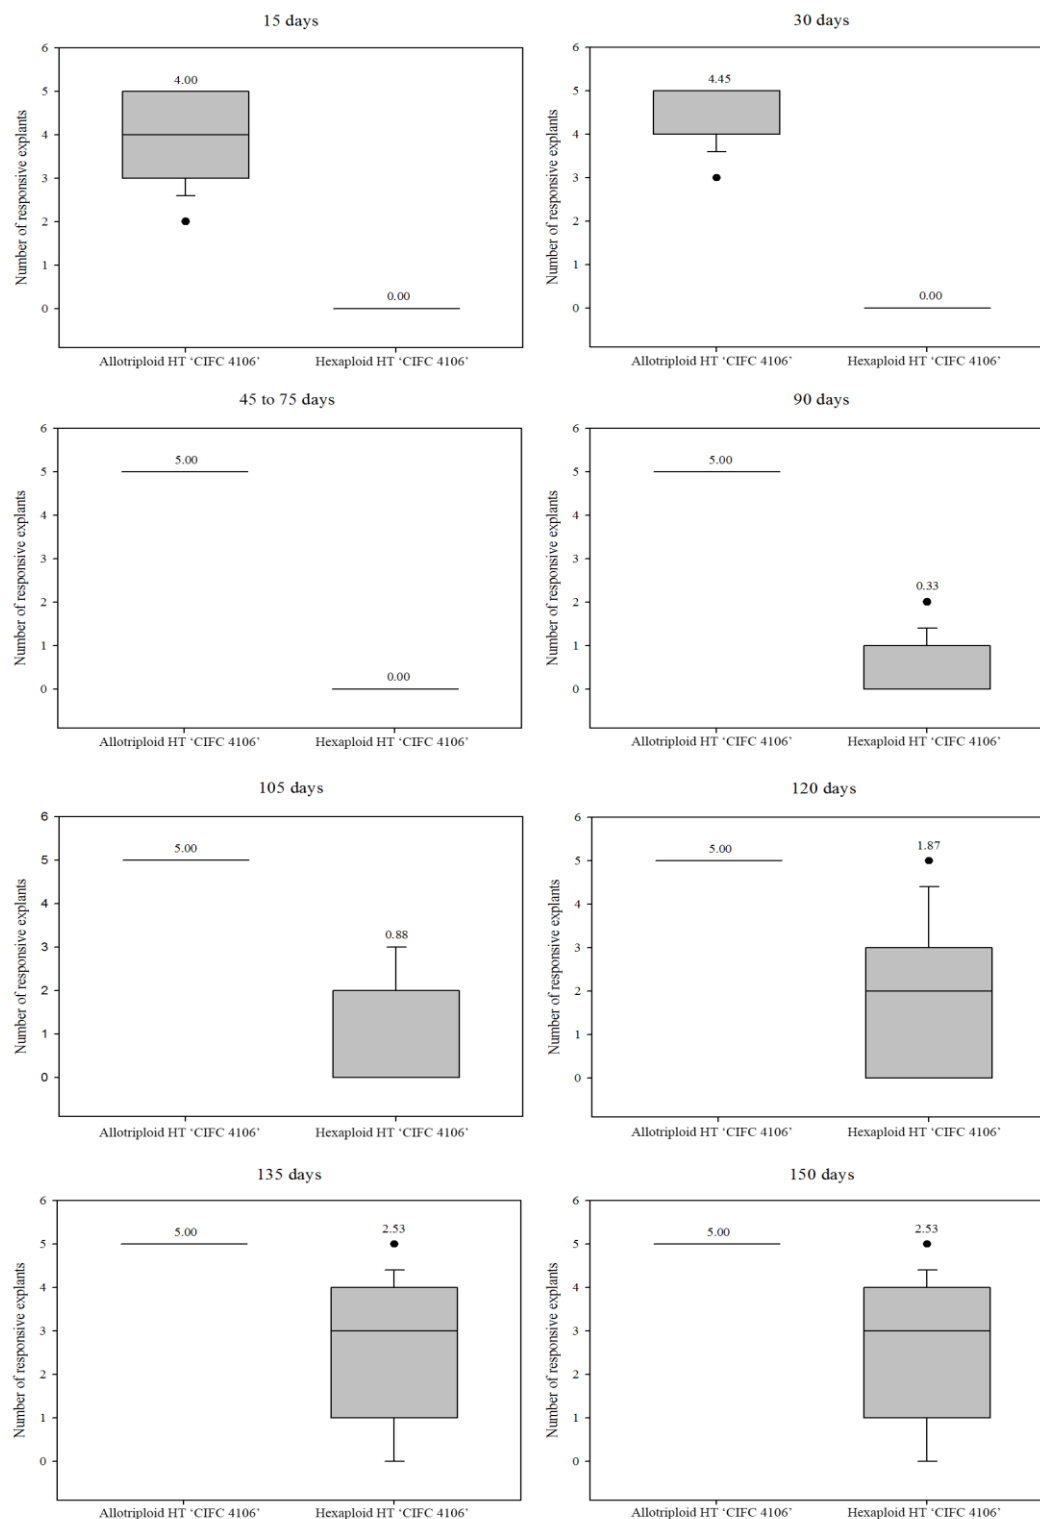 15 days
Number of responsive explants
6
5
4
3
2
1
0
4.00
0.00
Allotriploid HT ‘CIFC 4106’
Hexaploid HT ‘CIFC 4106’
30 days
Number of responsive explants
6
5
4
3
2
1
0
4.45
0.00
Allotriploid HT ‘CIFC 4106’
Hexaploid HT ‘CIFC 4106’
45 to 75 days
Number of responsive explants
6
5
4
3
2
1
0
5.00
0.00
Allotriploid HT ‘CIFC 4106’
Hexaploid HT ‘CIFC 4106’
90 days
Number of responsive explants
6
5
4
3
2
1
0
5.00
0.33
Allotriploid HT ‘CIFC 4106’
Hexaploid HT ‘CIFC 4106’
105 days
Number of responsive explants
6
5
4
3
2
1
0
5.00
0.88
Allotriploid HT ‘CIFC 4106’
Hexaploid HT ‘CIFC 4106’
120 days
Number of responsive explants
6
5
4
3
2
1
0
5.00
1.87
Allotriploid HT ‘CIFC 4106’
Hexaploid HT ‘CIFC 4106’
135 days
Number of responsive explants
6
5
4
3
2
1
0
5.00
2.53
Allotriploid HT ‘CIFC 4106’
Hexaploid HT ‘CIFC 4106’
150 days
Number of responsive explants
6
5
4
3
2
1
0
5.00
2.53
Allotriploid HT ‘CIFC 4106’
Hexaploid HT ‘CIFC 4106’